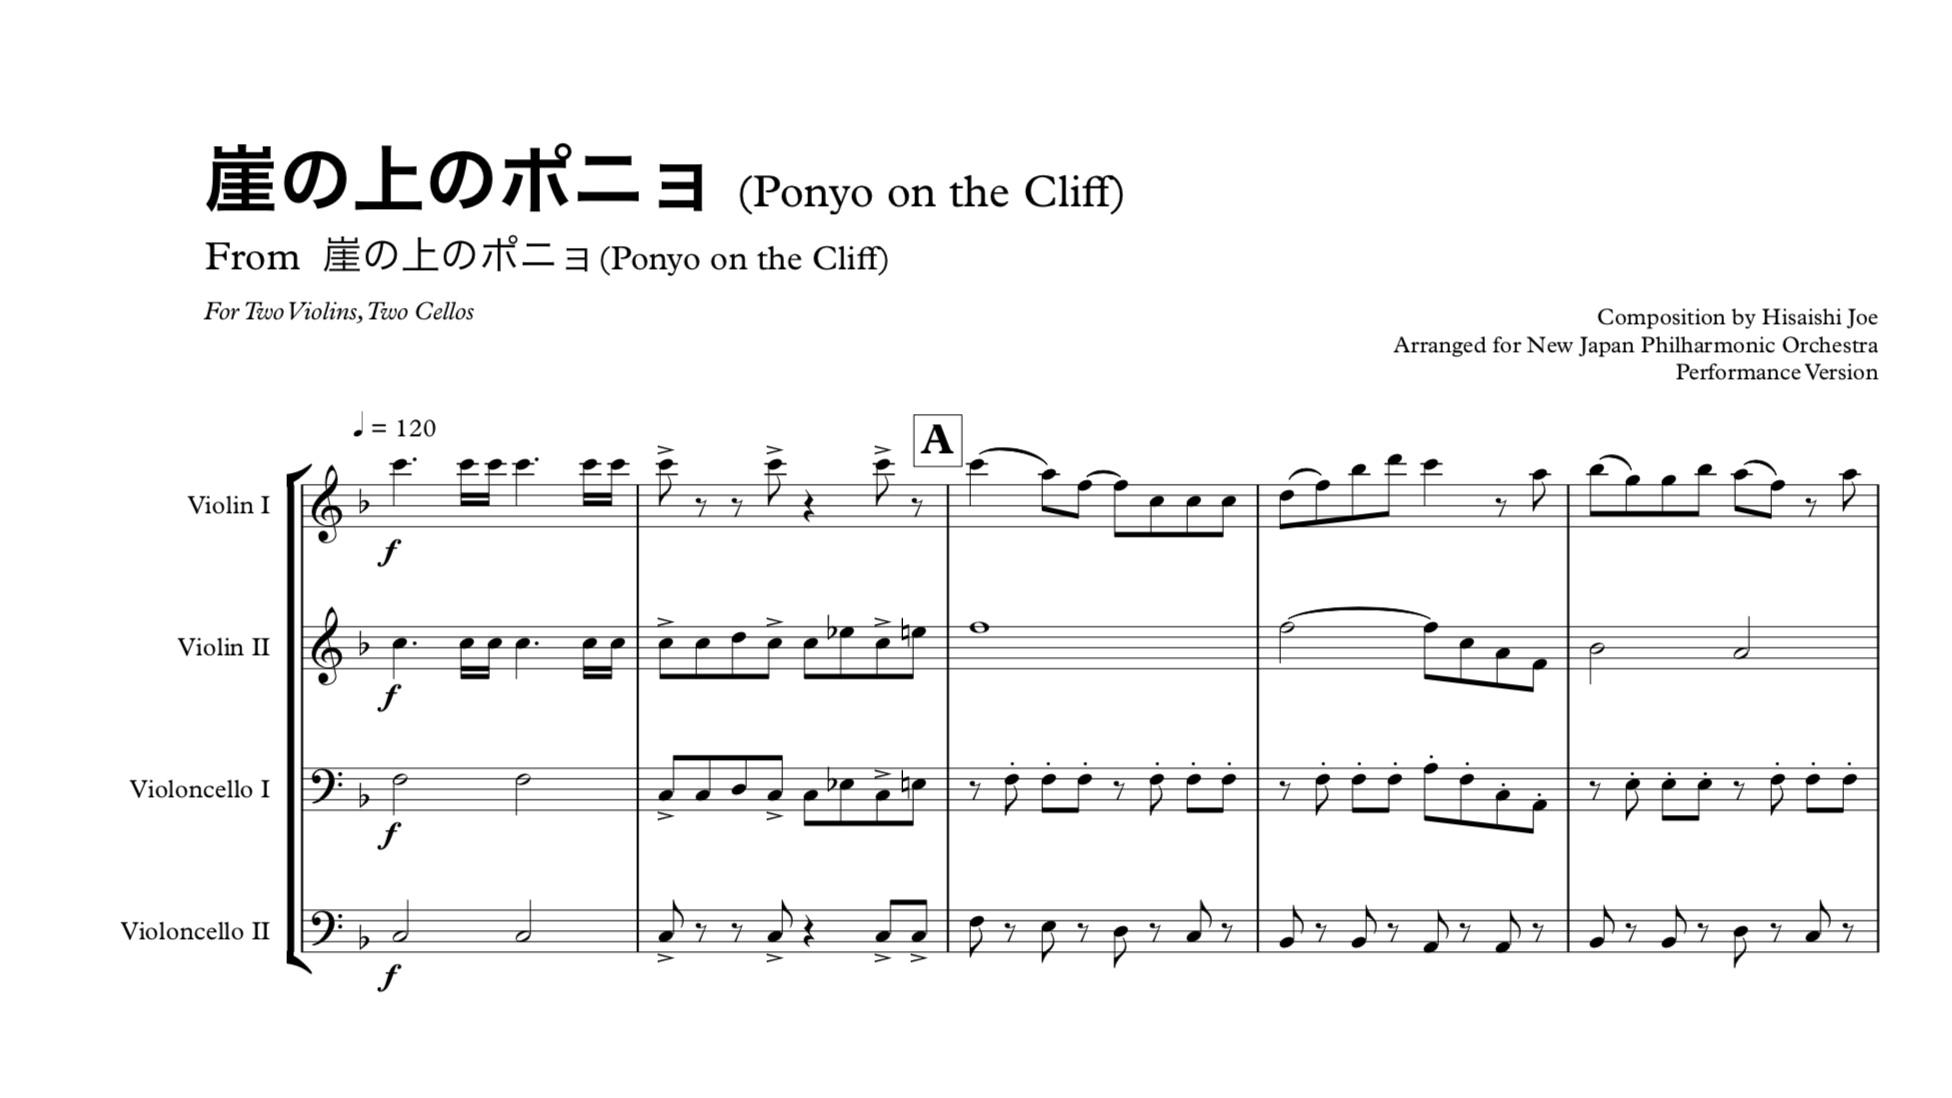 崖の上のポニョ (Ponyo on the Cliff)
From 崖の上のポニョ(Ponyo on the Cliff)
For Two Violins, Two Cellos
Composition by Hisaishi Joe
Arranged for New Japan Philharmonic Orchestra
Performance Version
♩ = 120
A
Violin I
f
Violin II
f
Violoncello I
f
Violoncello II
f